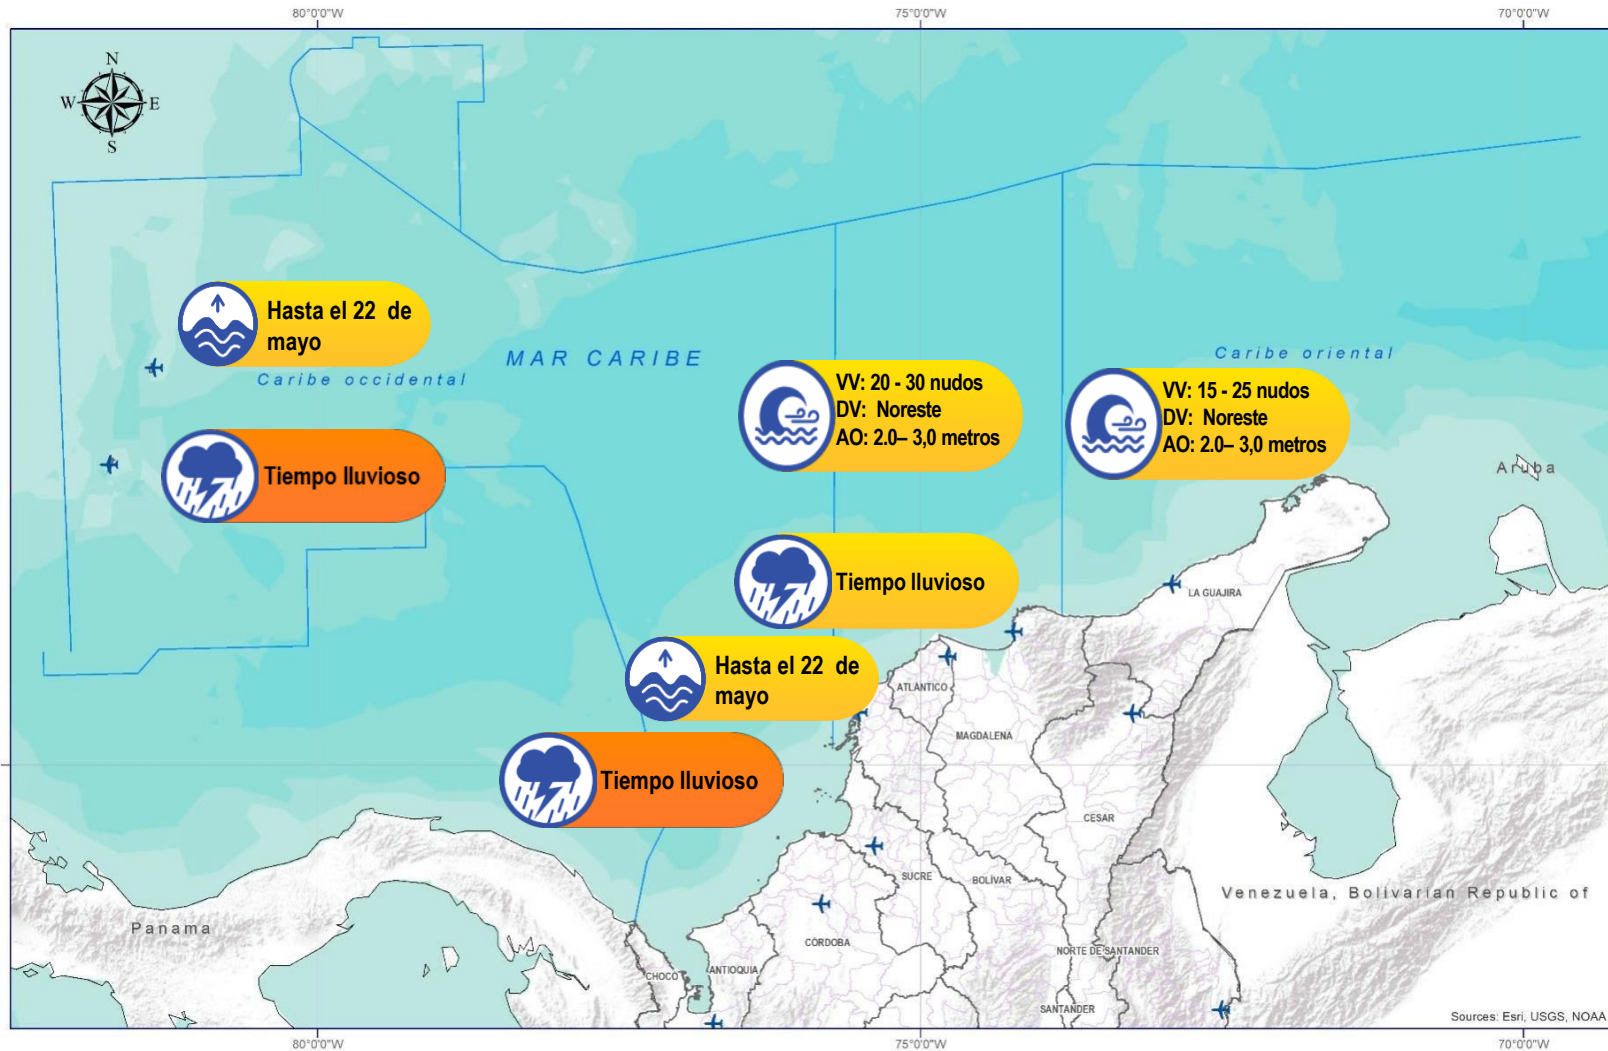 80°0'0"W
75°0'0"W
70°0'0"W
N
W
E
S
Hasta el 22 de
mayo
MAR CARIBE
Caribe occidental
Caribe oriental
VV: 20 - 30 nudos
DV: Noreste
AO: 2.0– 3,0 metros
VV: 15 - 25 nudos
DV: Noreste
AO: 2.0– 3,0 metros
Tiempo lluvioso
Aruba
Tiempo lluvioso
LA GUAJIRA
Hasta el 22 de
mayo
ATLÁNTICO
MAGDALENA
Tiempo lluvioso
CESAR
SUCRE
BOLÍVAR
Venezuela, Bolivarian Republic of
Panama
CÓRDOBA
NORTE DE SANTANDER
CHOCÓ
ANTIOQUIA
SANTANDER
Sources: Esri, USGS, NOAA
80°0'0"W
75°0'0"W
70°0'0"W